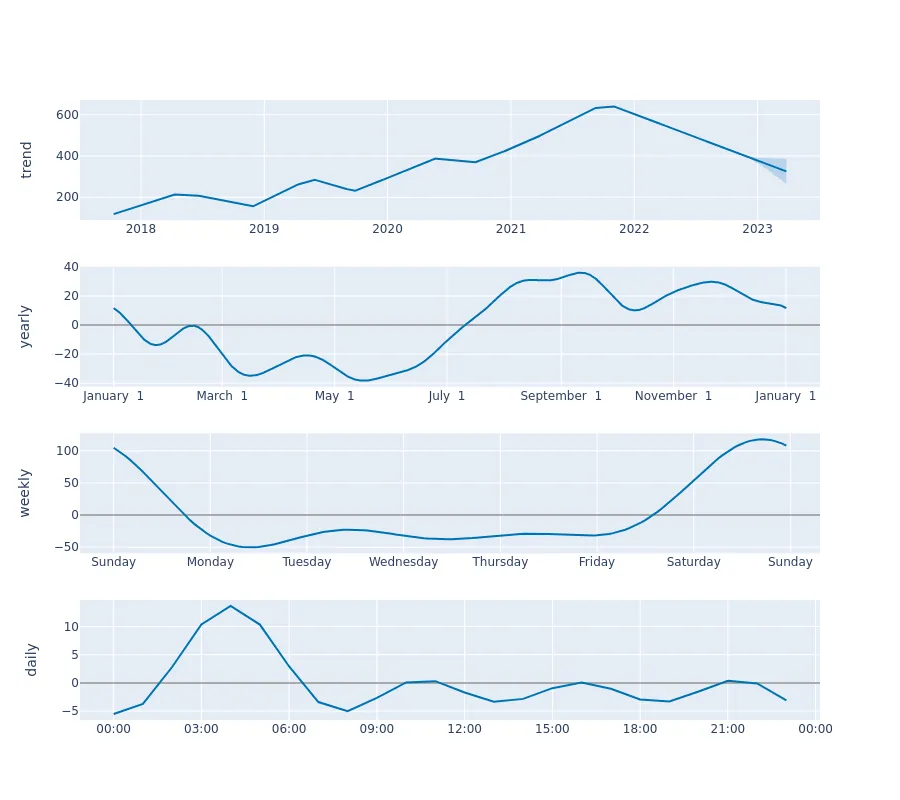 trend
600
400
200
2018 2019 2020 2021 2022 2023
yearly
40
20
0
−20
−40
January 1 March 1 May 1 July 1 September 1 November 1 January 1
weekly
100
50
0
−50
Sunday Monday Tuesday Wednesday Thursday Friday Saturday Sunday
daily
10
5
0
−5
00:00 03:00 06:00 09:00 12:00 15:00 18:00 21:00 00:00